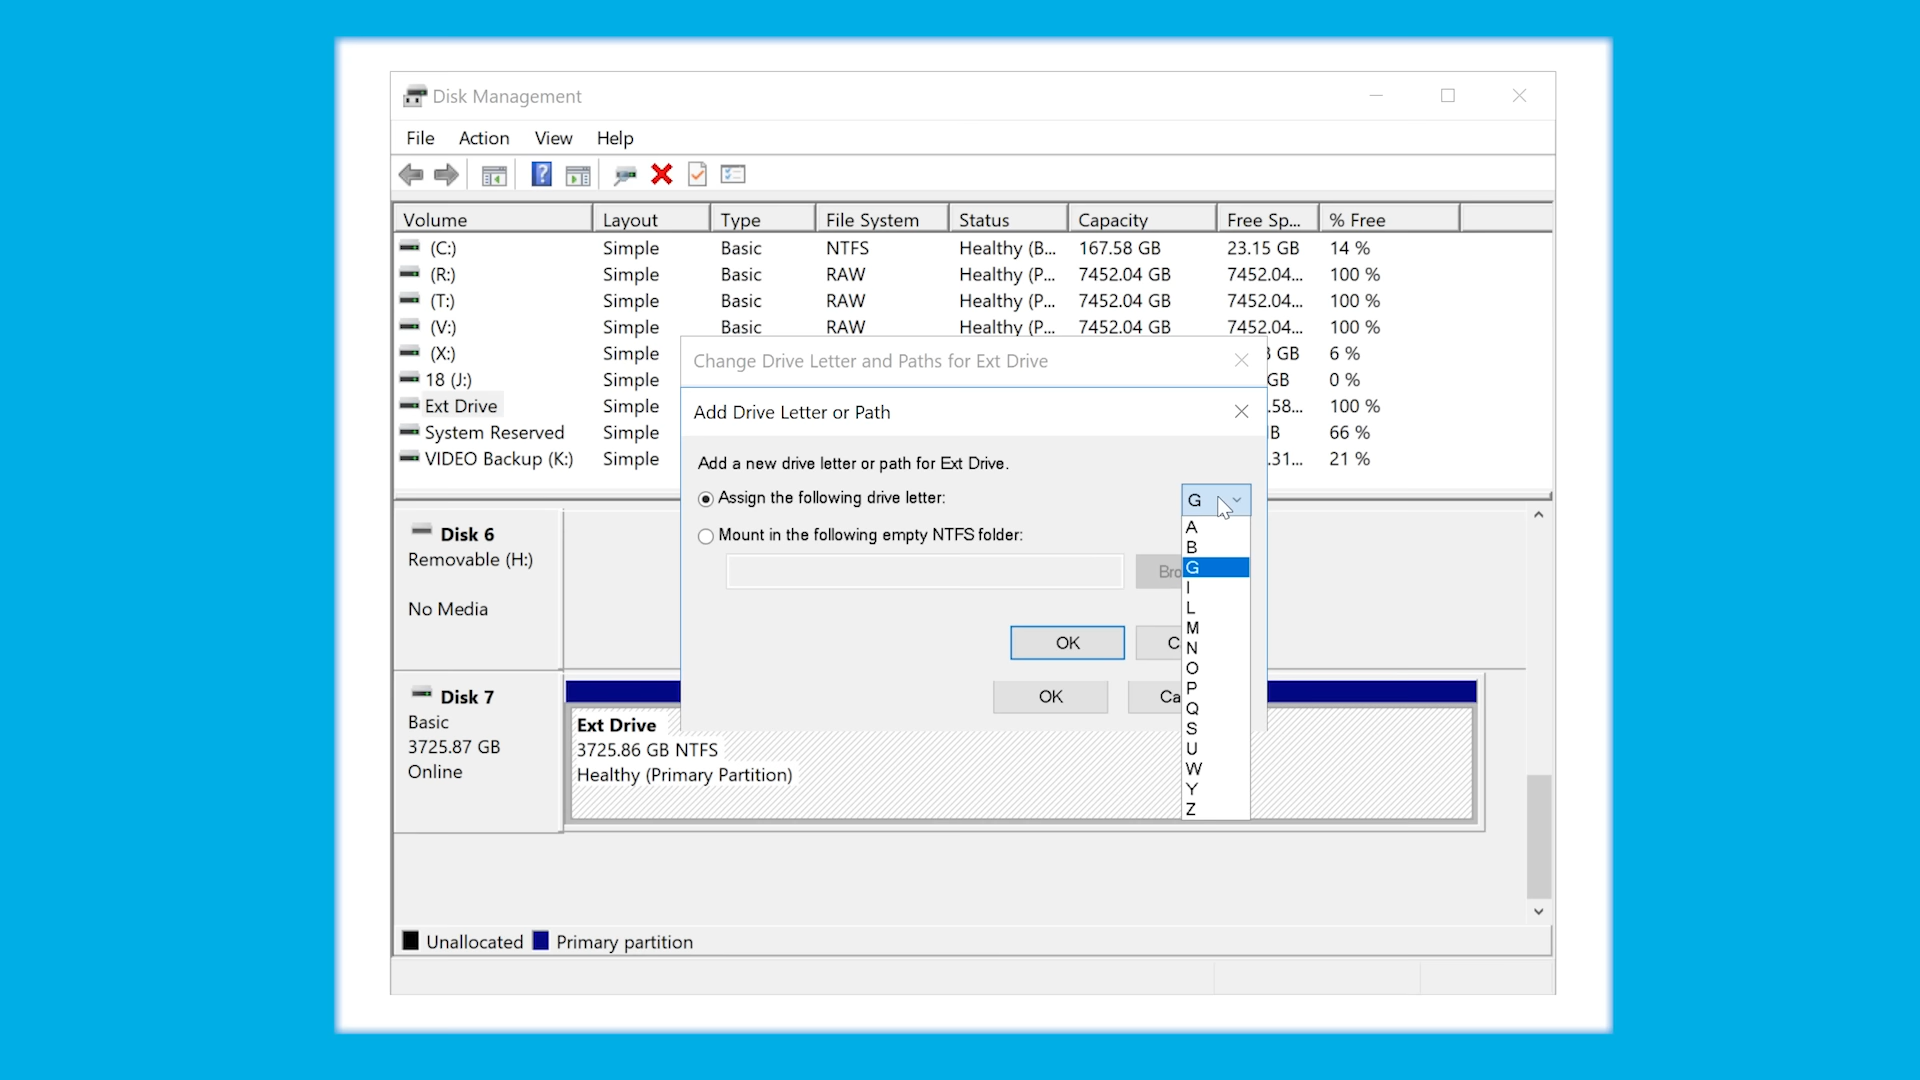 Disk Management
File Action View Help
Volume Layout Type File System Status Capacity Free Sp... % Free
(C:) Simple Basic NTFS Healthy (B... 167.58 GB 23.15 GB 14 %
(R:) Simple Basic RAW Healthy (P... 7452.04 GB 7452.04... 100 %
(T:) Simple Basic RAW Healthy (P... 7452.04 GB 7452.04... 100 %
(V:) Simple Basic RAW Healthy (P... 7452.04 GB 7452.04... 100 %
(X:) Simple GB 6 %
18 (J:) Simple GB 0 %
Ext Drive Simple .58... 100 %
System Reserved Simple B 66 %
VIDEO Backup (K:) Simple .31... 21 %
Change Drive Letter and Paths for Ext Drive
Add Drive Letter or Path
Add a new drive letter or path for Ext Drive.
Assign the following drive letter:
G
Mount in the following empty NTFS folder:
Bro
OK C
OK Ca
A
B
G
I
L
M
N
O
P
Q
S
U
W
Y
Z
Disk 6
Removable (H:)
No Media
Disk 7
Basic
3725.87 GB
Online
Ext Drive
3725.86 GB NTFS
Healthy (Primary Partition)
Unallocated Primary partition